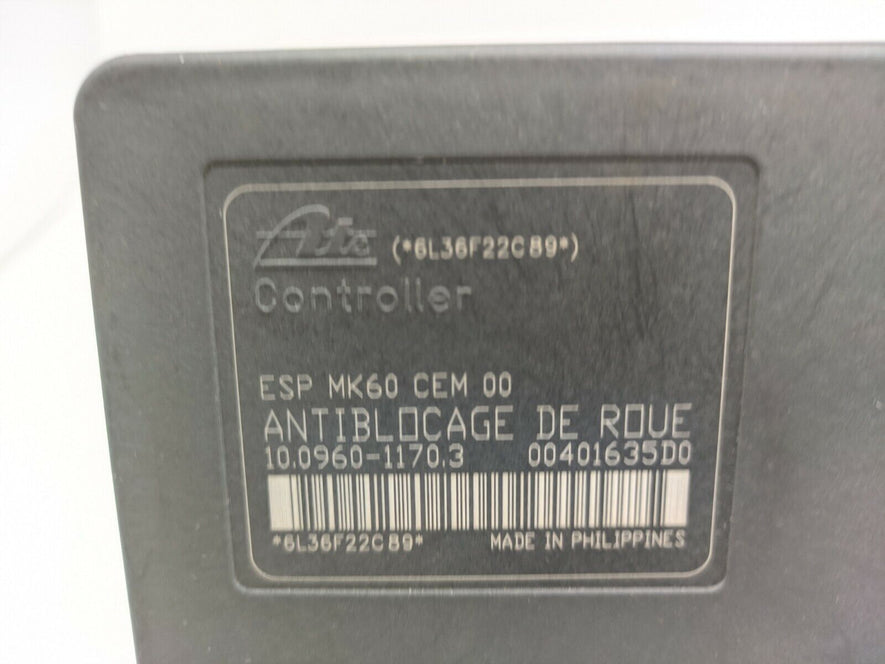 Ate (*6L36F22C89*)
Controller
ESP MK60 CEM 00
ANTIBLOCAGE DE ROUE
10.0960-1170.3 00401635D0
*6L36F22C89* MADE IN PHILIPPINES